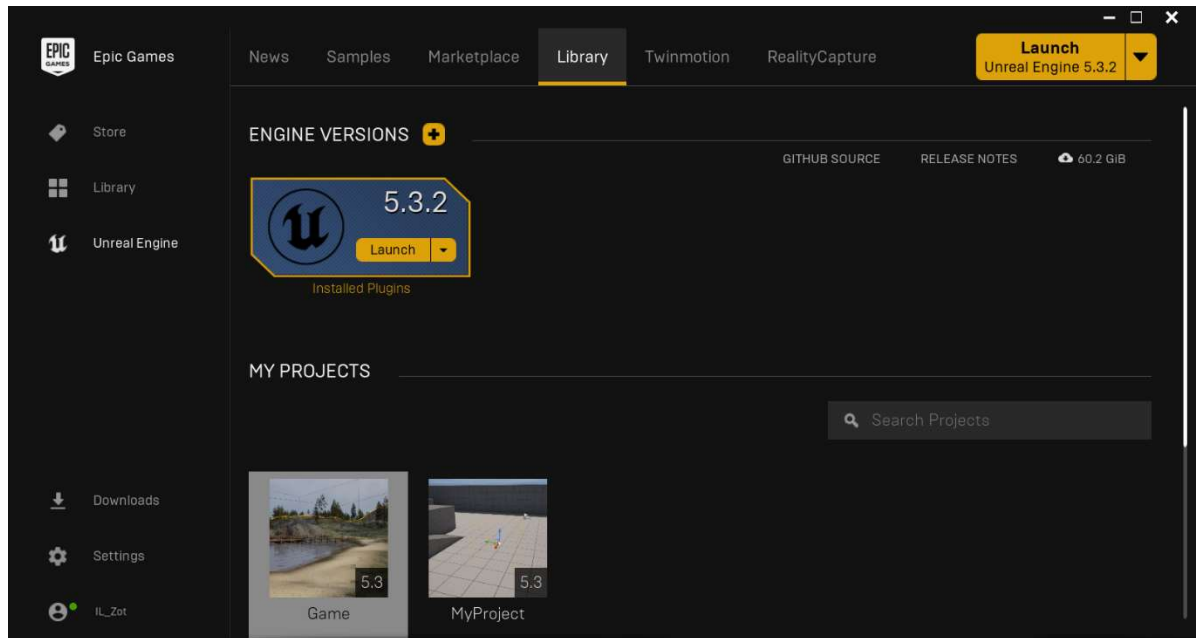 EPIC
GAMES
Epic Games
News
Samples
Marketplace
Library
Twinmotion
RealityCapture
Launch
Unreal Engine 5.3.2
Store
Library
Unreal Engine
ENGINE VERSIONS
GITHUB SOURCE
RELEASE NOTES
60.2 GiB
5.3.2
Launch
Installed Plugins
MY PROJECTS
Search Projects
5.3
Game
5.3
MyProject
Downloads
Settings
IL_Zot